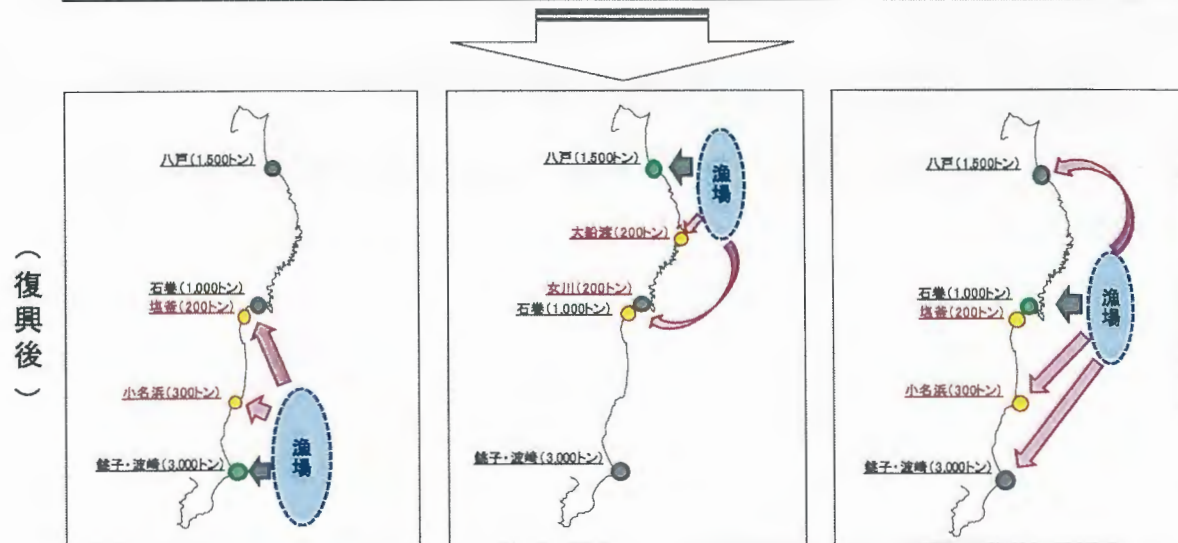 （復興後）
八戸（1,500トン）
石巻（1,000トン）
塩釜（200トン）
小名浜（300トン）
漁場
銚子・波崎（3,000トン）
八戸（1,500トン）
漁場
大船渡（200トン）
女川（200トン）
石巻（1,000トン）
銚子・波崎（3,000トン）
八戸（1,500トン）
石巻（1,000トン）
塩釜（200トン）
漁場
小名浜（300トン）
銚子・波崎（3,000トン）